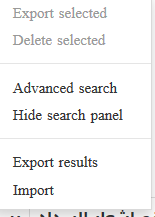 Export selected
Delete selected
Advanced search
Hide search panel
Export results
Import